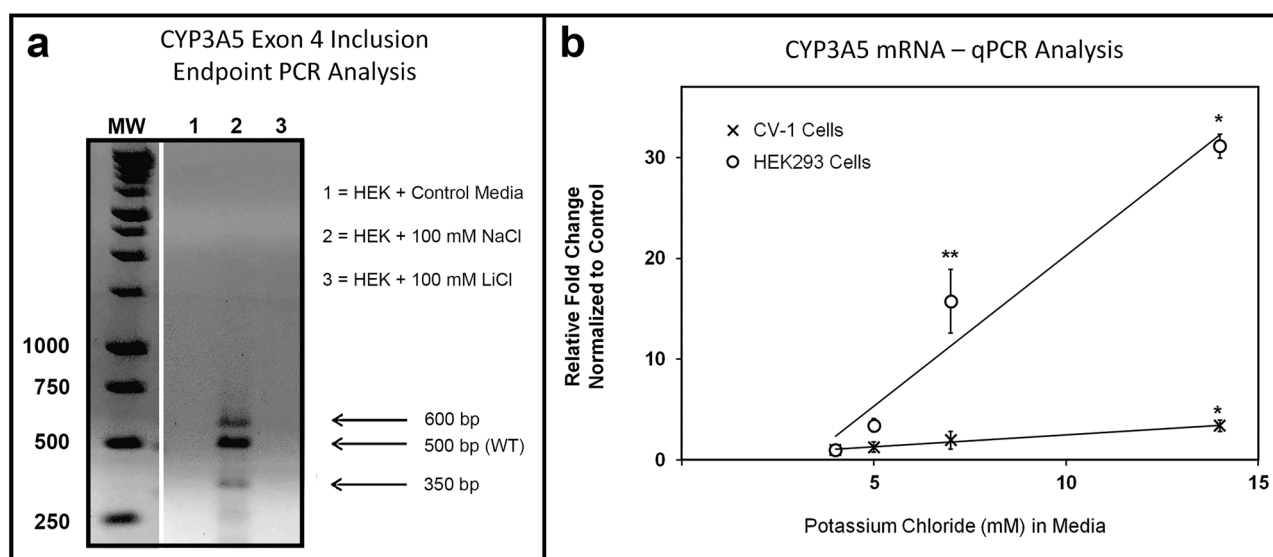 a
CYP3A5 Exon 4 Inclusion
Endpoint PCR Analysis
MW 1 2 3
1 = HEK + Control Media
2 = HEK + 100 mM NaCl
3 = HEK + 100 mM LiCl
1000
750
500
250
600 bp
500 bp (WT)
350 bp
b
CYP3A5 mRNA – qPCR Analysis
Relative Fold Change
Normalized to Control
30
20
10
0
CV-1 Cells
HEK293 Cells
**
*
*
5 10 15
Potassium Chloride (mM) in Media